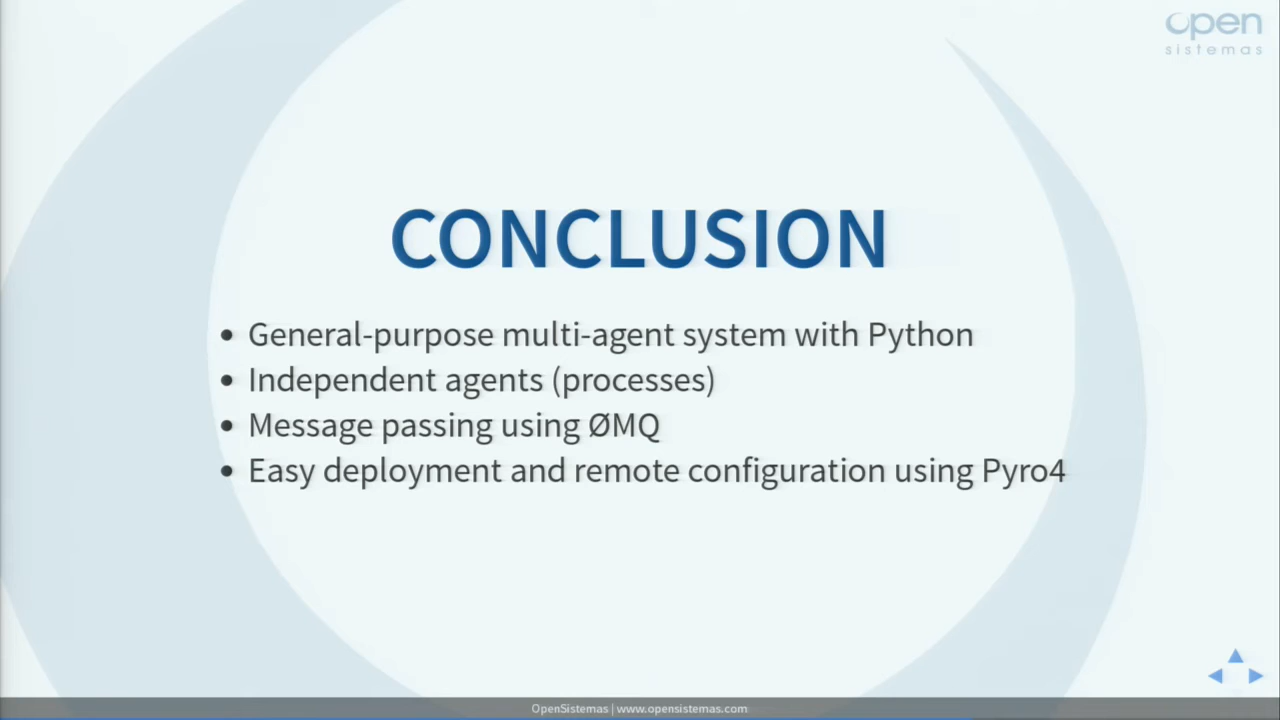 open
sistemas
CONCLUSION
• General-purpose multi-agent system with Python
• Independent agents (processes)
• Message passing using ØMQ
• Easy deployment and remote configuration using Pyro4
OpenSistemas | www.opensistemas.com